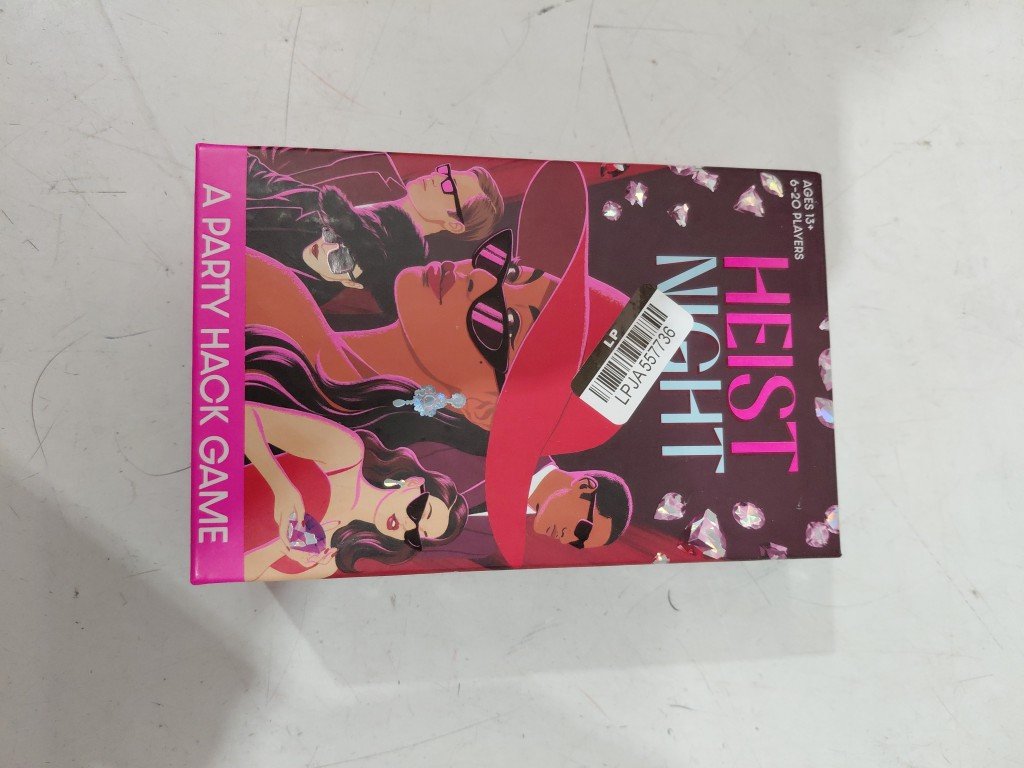 AGES 13+
6-20 PLAYERS
HEIST
NIGHT
LP
LPJA557736
A PARTY HACK GAME